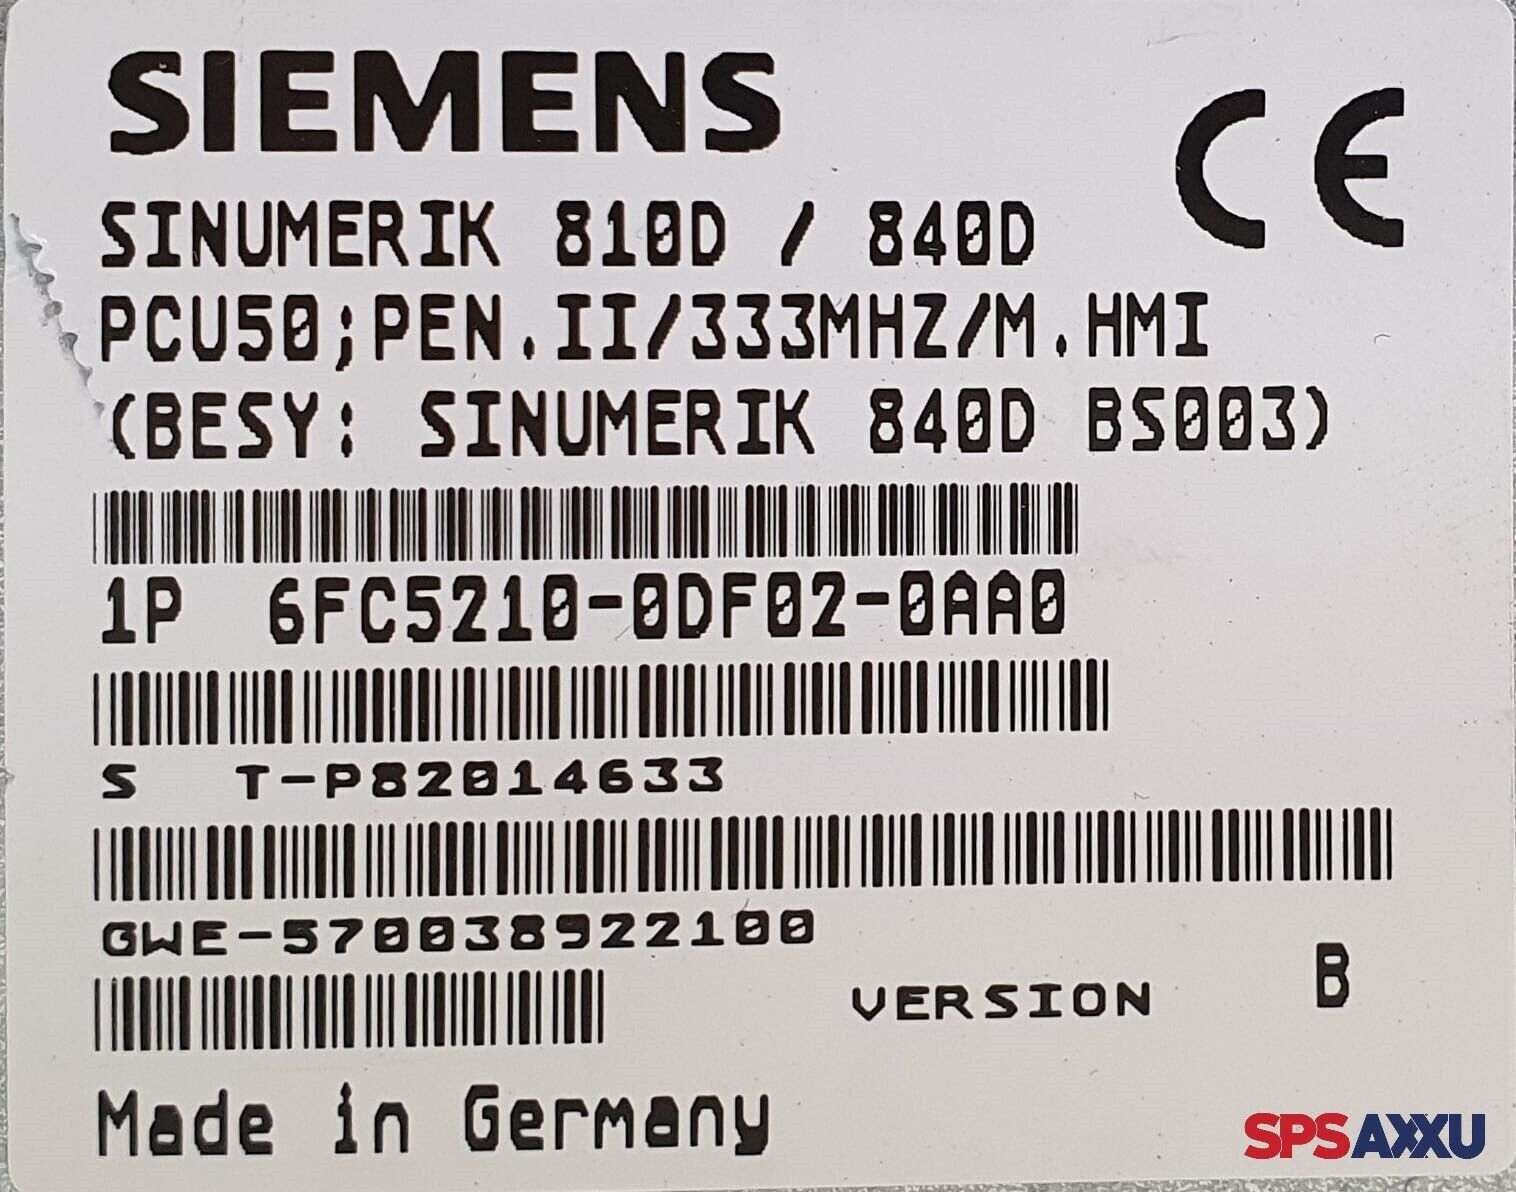 SIEMENS
CE
SINUMERIK 810D / 840D
PCU50;PEN.II/333MHZ/M.HMI
(BESY: SINUMERIK 840D BS003)
1P 6FC5210-0DF02-0AA0
S T-P82014633
GWE-570038922100
VERSION B
Made in Germany
SPSAXXU